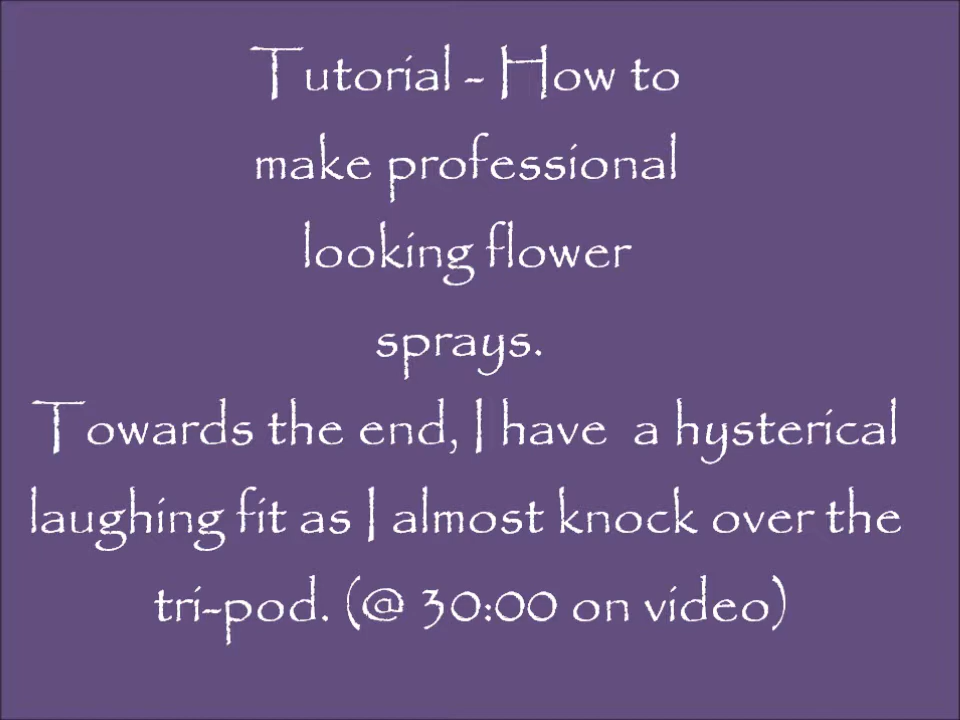 Tutorial - How to
make professional
looking flower
sprays.
Towards the end, I have a hysterical
laughing fit as I almost knock over the
tri-pod. (@ 30:00 on video)